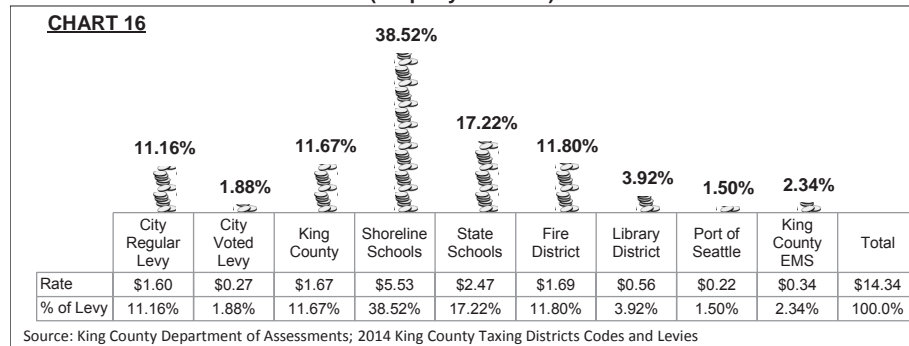 CHART 16
38.52%
17.22%
11.16%
11.67%
11.80%
3.92%
1.88%
1.50%
2.34%
City Regular Levy
City Voted Levy
King County
Shoreline Schools
State Schools
Fire District
Library District
Port of Seattle
King County EMS
Total
Rate $1.60 $0.27 $1.67 $5.53 $2.47 $1.69 $0.56 $0.22 $0.34 $14.34
% of Levy 11.16% 1.88% 11.67% 38.52% 17.22% 11.80% 3.92% 1.50% 2.34% 100.0%
Source: King County Department of Assessments; 2014 King County Taxing Districts Codes and Levies